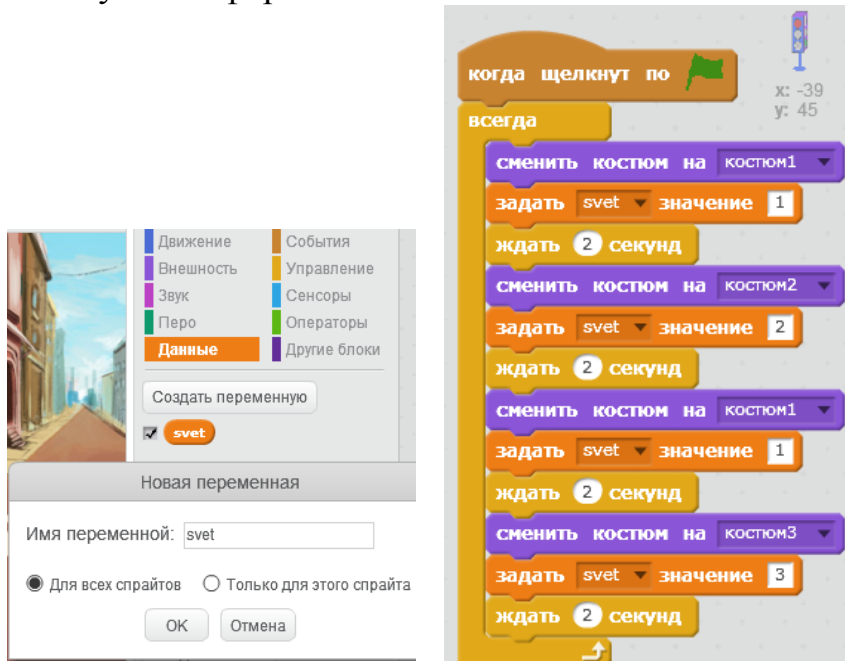 Движение События
Внешность Управление
Звук Сенсоры
Перо Операторы
Данные Другие блоки
Создать переменную
svet
Новая переменная
Имя переменной: svet
Для всех спрайтов Только для этого спрайта
OK Отмена
когда щелкнут по
x: -39
y: 45
всегда
сменить костюм на костюм1
задать svet значение 1
ждать 2 секунд
сменить костюм на костюм2
задать svet значение 2
ждать 2 секунд
сменить костюм на костюм1
задать svet значение 1
ждать 2 секунд
сменить костюм на костюм3
задать svet значение 3
ждать 2 секунд